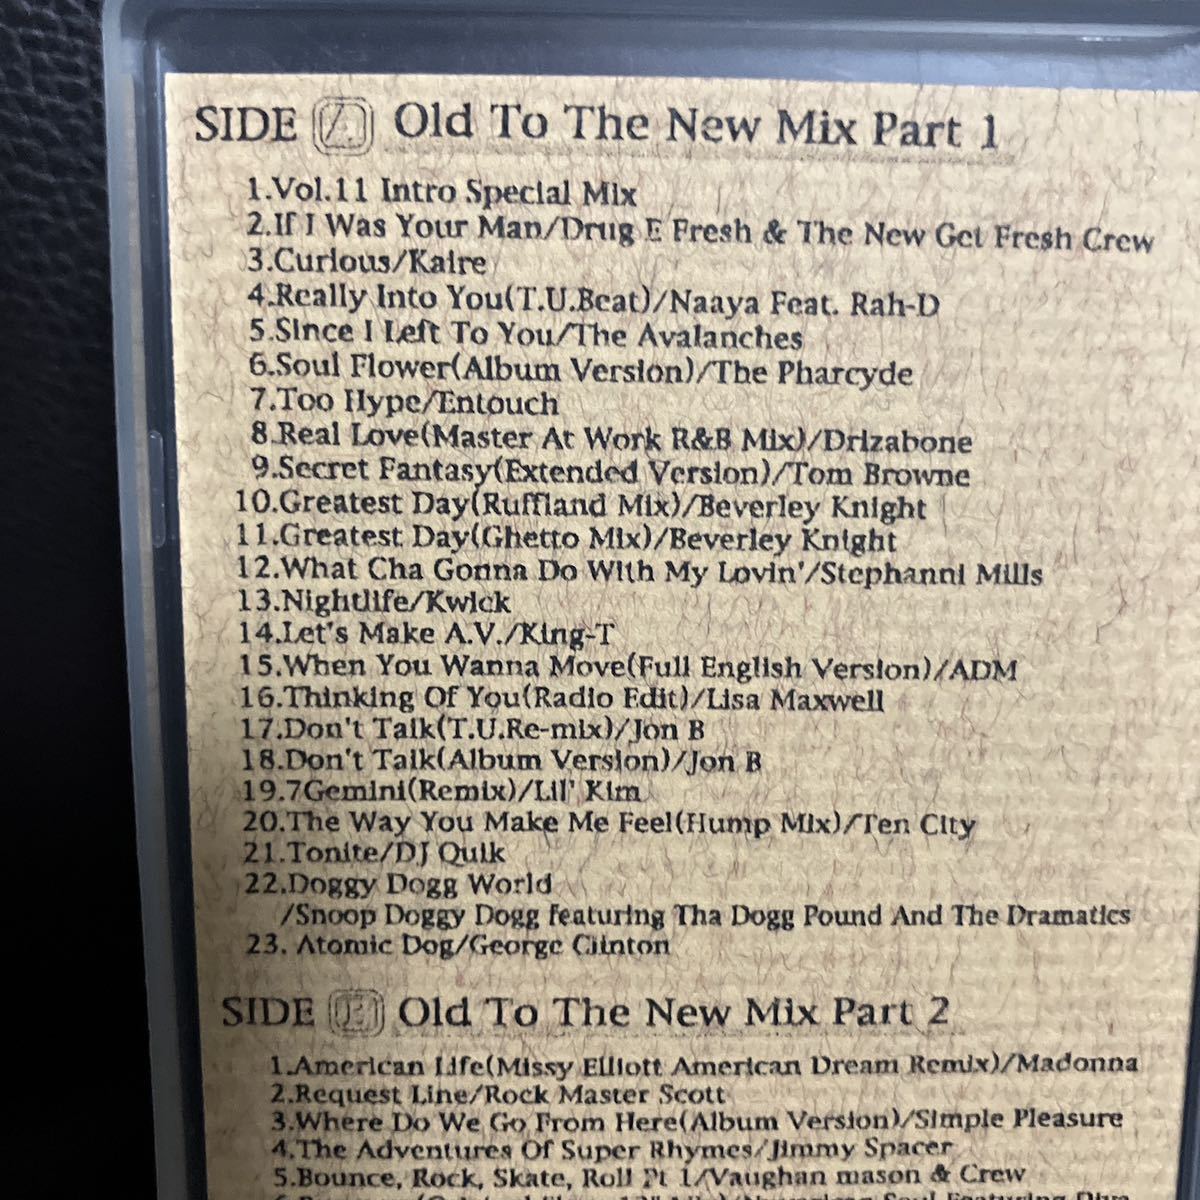 SIDE A Old To The New Mix Part 1
1.Vol.11 Intro Special Mix
2.If I Was Your Man/Drug E Fresh & The New Get Fresh Crew
3.Curious/Kaire
4.Really Into You(T.U.Beat)/Naaya Feat. Rah-D
5.Since I Left To You/The Avalanches
6.Soul Flower(Album Version)/The Pharcyde
7.Too Hype/Entouch
8.Real Love(Master At Work R&B Mix)/Drizabone
9.Secret Fantasy(Extended Version)/Tom Browne
10.Greatest Day(Ruffland Mix)/Beverley Knight
11.Greatest Day(Ghetto Mix)/Beverley Knight
12.What Cha Gonna Do With My Lovin'/Stephanni Mills
13.Nightlife/Kwick
14.Let's Make A.V./King-T
15.When You Wanna Move(Full English Version)/ADM
16.Thinking Of You(Radio Edit)/Lisa Maxwell
17.Don't Talk(T.U.Re-mix)/Jon B
18.Don't Talk(Album Version)/Jon B
19.7Gemini(Remix)/Lil' Kim
20.The Way You Make Me Feel(Hump Mix)/Ten City
21.Tonite/DJ Quik
22.Doggy Dogg World
/Snoop Doggy Dogg featuring Tha Dogg Pound And The Dramatics
23. Atomic Dog/George Clinton
SIDE B Old To The New Mix Part 2
1.American Life(Missy Elliott American Dream Remix)/Madonna
2.Request Line/Rock Master Scott
3.Where Do We Go From Here(Album Version)/Simple Pleasure
4.The Adventures Of Super Rhymes/Jimmy Spacer
5.Bounce, Rock, Skate, Roll Pt 1/Vaughan mason & Crew